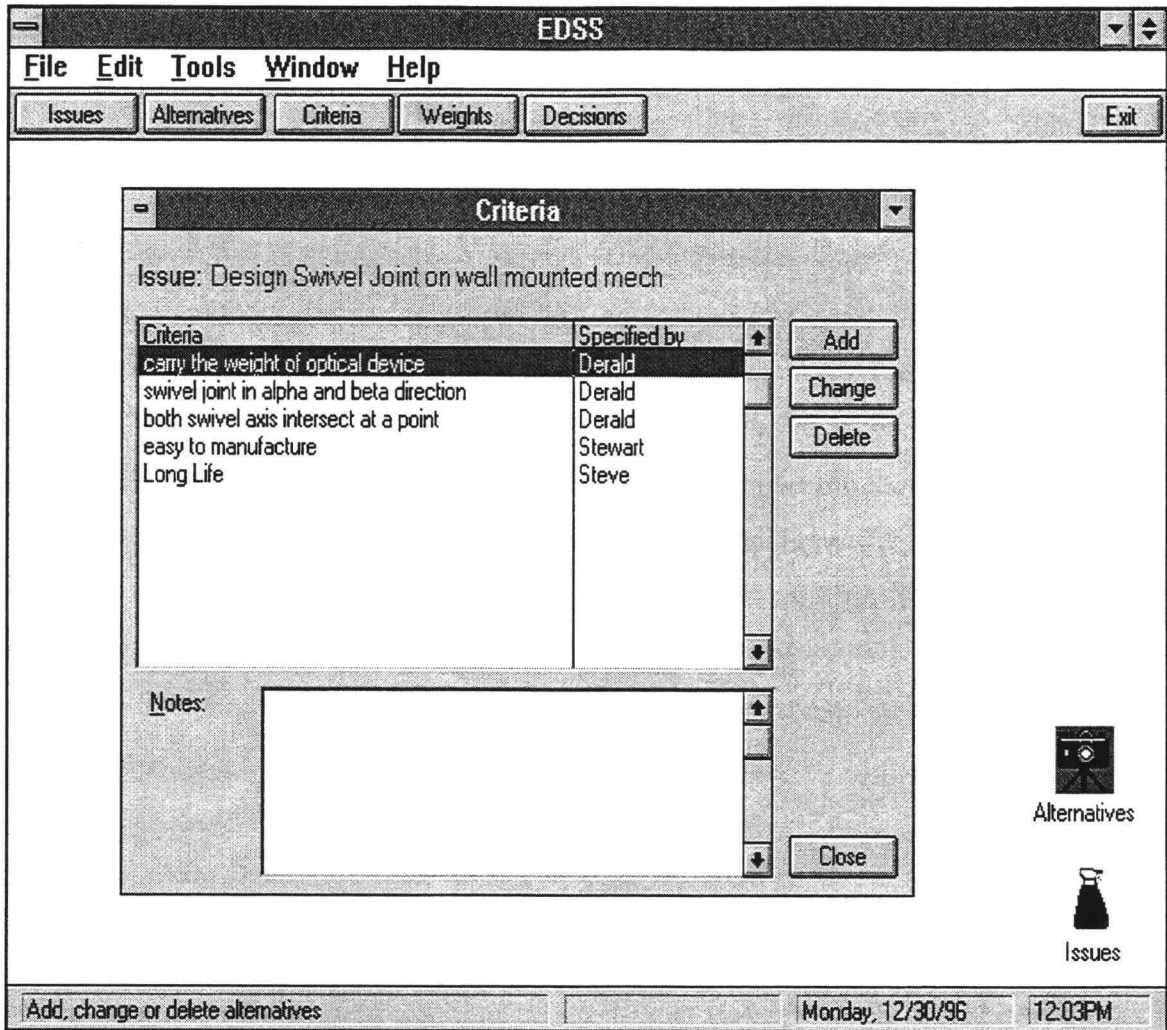 EDSS
File Edit Tools Window Help
Issues Alternatives Criteria Weights Decisions Exit
Criteria
Issue: Design Swivel Joint on wall mounted mech
Criteria Specified by
carry the weight of optical device Derald
swivel joint in alpha and beta direction Derald
both swivel axis intersect at a point Derald
easy to manufacture Stewart
Long Life Steve
Add
Change
Delete
Notes:
Close
Alternatives
Issues
Add, change or delete alternatives Monday, 12/30/96 12:03PM